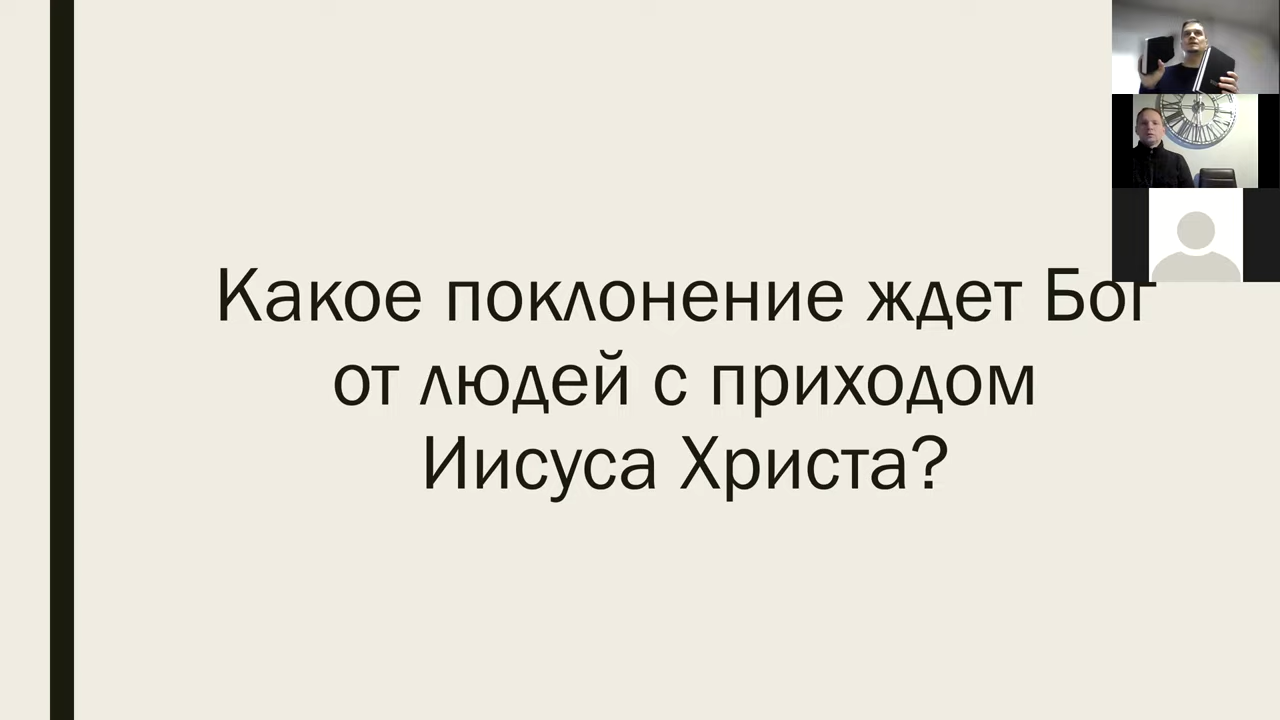 Какое поклонение ждет Бог
от людей с приходом
Иисуса Христа?